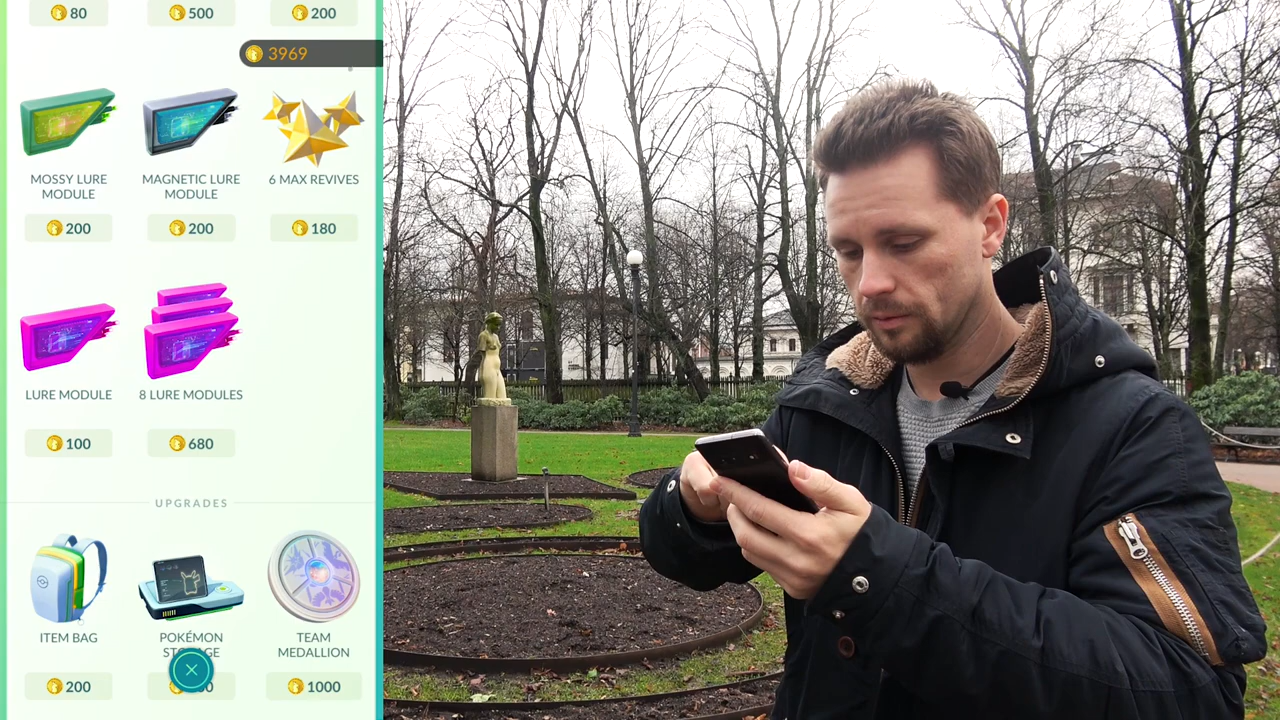 80
500
200
3969
MOSSY LURE
MODULE
MAGNETIC LURE
MODULE
6 MAX REVIVES
200
200
180
LURE MODULE
8 LURE MODULES
100
680
UPGRADES
ITEM BAG
POKÉMON
TEAM
MEDALLION
200
1000